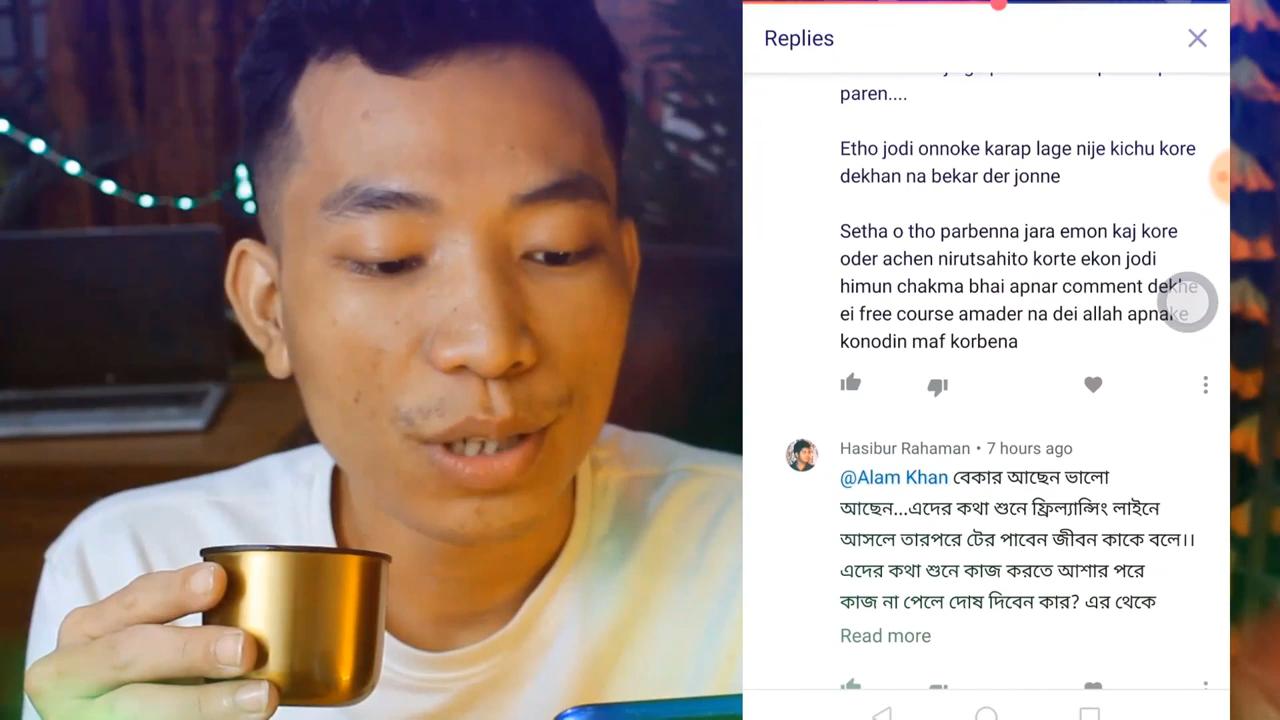 Replies
paren....
Etho jodi onnoke karap lage nije kichu kore
dekhan na bekar der jonne
Setha o tho parbenna jara emon kaj kore
oder achen nirutsahito korte ekon jodi
himun chakma bhai apnar comment dekhe
ei free course amader na dei allah apnake
konodin maf korbena
Hasibur Rahaman • 7 hours ago
@Alam Khan বেকার আছেন ভালো
আছেন...এদের কথা শুনে ফ্রিল্যান্সিং লাইনে
আসলে তারপরে টের পাবেন জীবন কাকে বলে।।
এদের কথা শুনে কাজ করতে আশার পরে
কাজ না পেলে দোষ দিবেন কার? এর থেকে
Read more